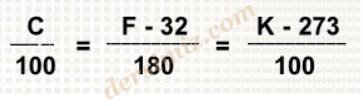 C / 100 = F - 32 / 180 = K - 273 / 100